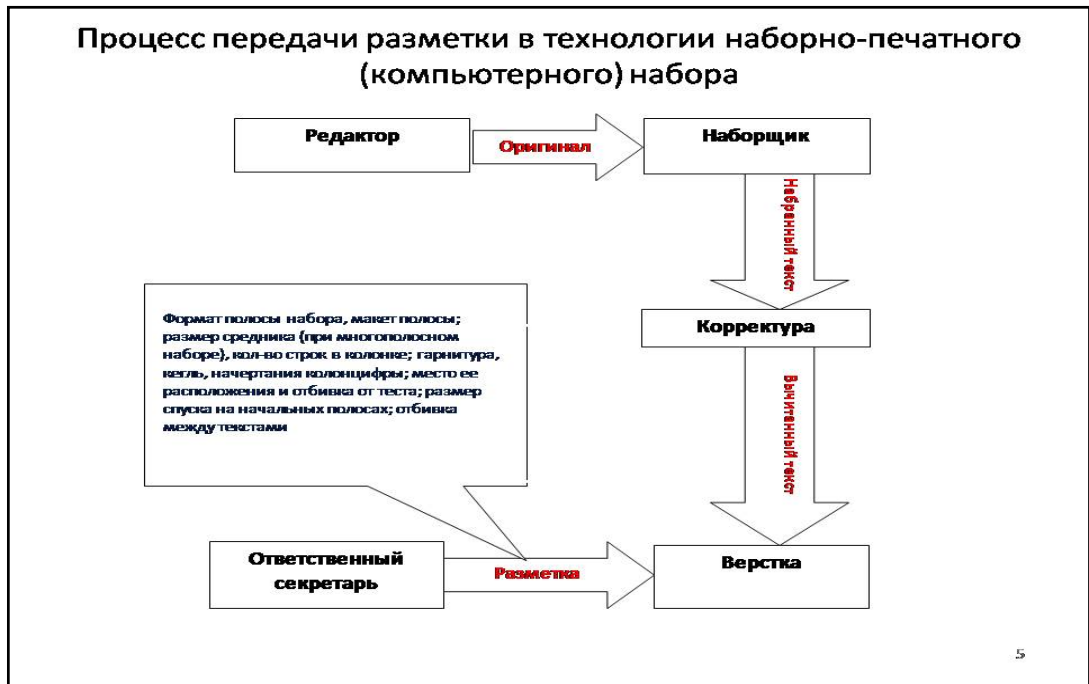 Процесс передачи разметки в технологии наборно-печатного
(компьютерного) набора
Редактор
Оригинал
Наборщик
Набранный текст
Формат полосы набора, макет полосы;
размер средника (при многополосном
наборе), кол-во строк в колонке; гарнитура,
кегль, начертания колонцифры; место ее
расположения и отбивка от теста; размер
спуска на начальных полосах; отбивка
между текстами
Корректура
Вычитанный текст
Ответственный
секретарь
Разметка
Верстка
5